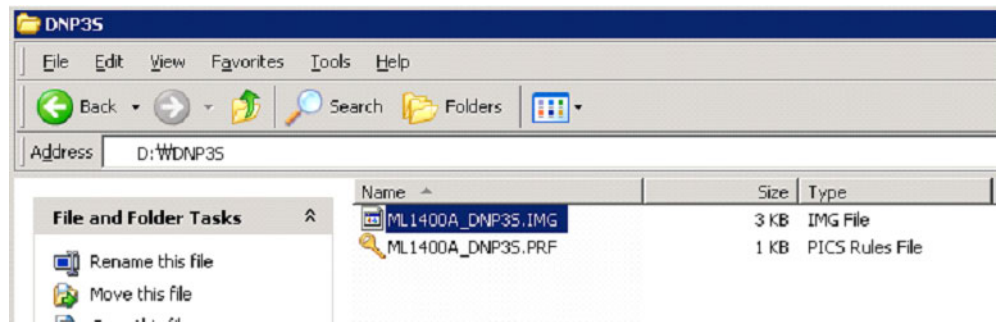 DNP3S
File Edit View Favorites Tools Help
Back Search Folders
Address D:₩DNP3S
Name Size Type
File and Folder Tasks
ML1400A_DNP3S.IMG 3 KB IMG File
ML1400A_DNP3S.PRF 1 KB PICS Rules File
Rename this file
Move this file